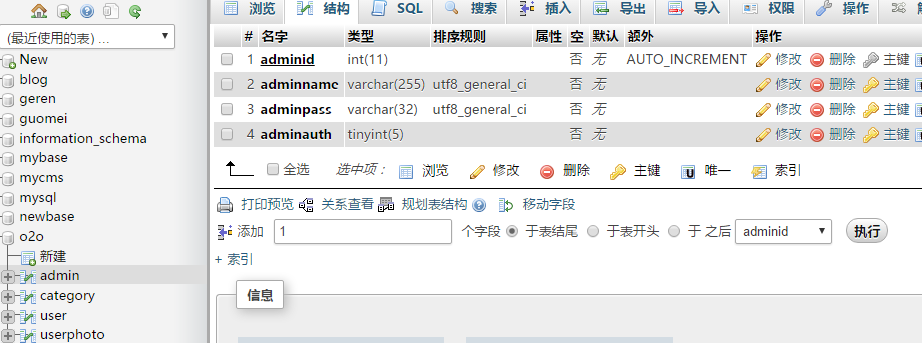 (最近使用的表) ...
New
blog
geren
guomei
information_schema
mybase
mycms
mysql
newbase
o2o
新建
admin
category
user
userphoto
浏览 结构 SQL 搜索 插入 导出 导入 权限 操作
# 名字 类型 排序规则 属性 空 默认 额外 操作
1 adminid int(11) 否 无 AUTO_INCREMENT 修改 删除 主键
2 adminname varchar(255) utf8_general_ci 否 无 修改 删除 主键
3 adminpass varchar(32) utf8_general_ci 否 无 修改 删除 主键
4 adminauth tinyint(5) 否 无 修改 删除 主键
全选 选中项: 浏览 修改 删除 主键 唯一 索引
打印预览 关系查看 规划表结构 移动字段
添加 1 个字段 于表结尾 于表开头 于 之后 adminid 执行
+ 索引
信息